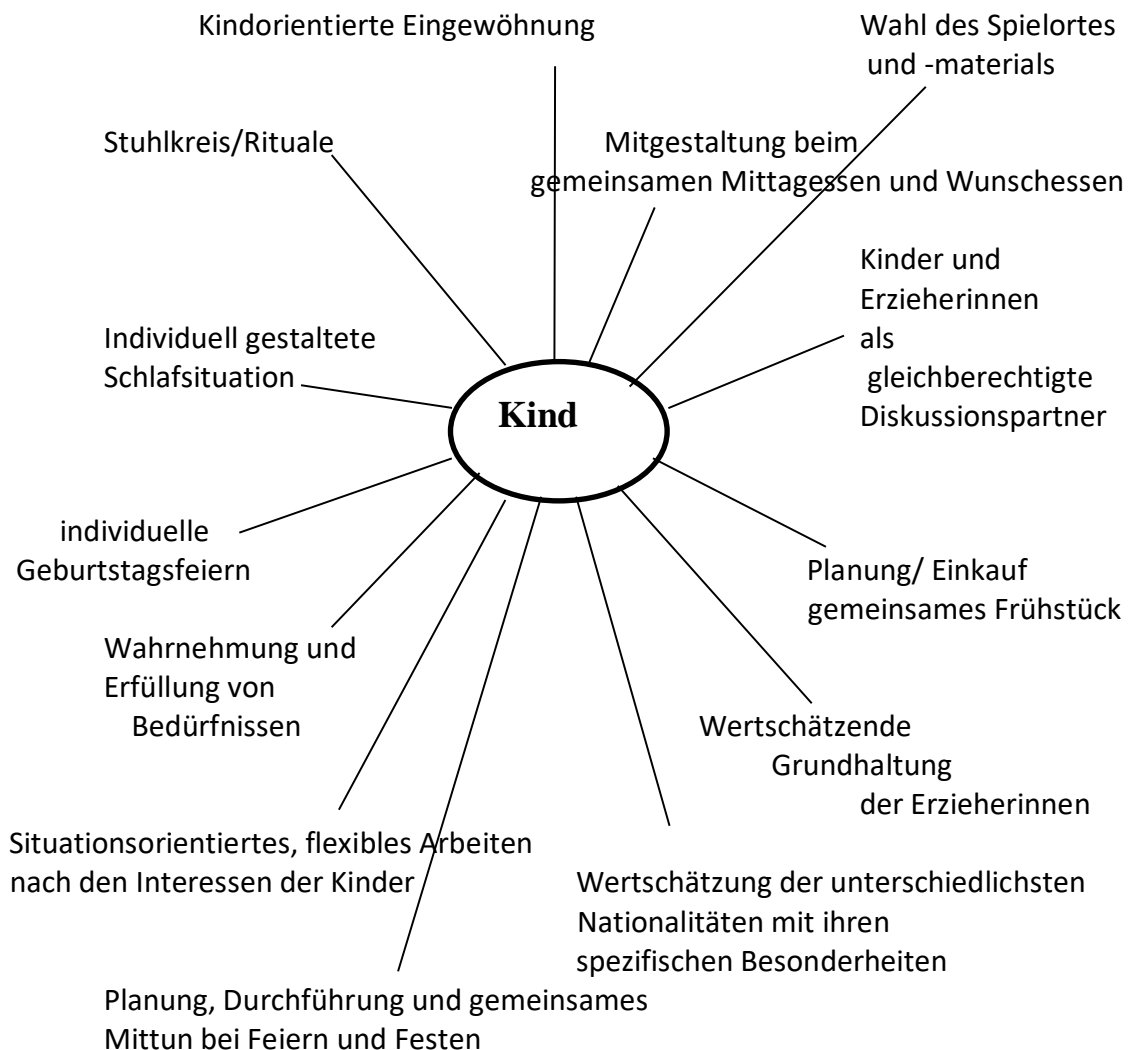 Kindorientierte Eingewöhnung
Wahl des Spielortes
und -materials
Stuhlkreis/Rituale
Mitgestaltung beim
gemeinsamen Mittagessen und Wunschessen
Kinder und
Erzieherinnen
als
gleichberechtigte
Diskussionspartner
Individuell gestaltete
Schlafsituation
Kind
individuelle
Geburtstagsfeiern
Planung/ Einkauf
gemeinsames Frühstück
Wahrnehmung und
Erfüllung von
Bedürfnissen
Wertschätzende
Grundhaltung
der Erzieherinnen
Situationsorientiertes, flexibles Arbeiten
nach den Interessen der Kinder
Wertschätzung der unterschiedlichsten
Nationalitäten mit ihren
spezifischen Besonderheiten
Planung, Durchführung und gemeinsames
Mittun bei Feiern und Festen